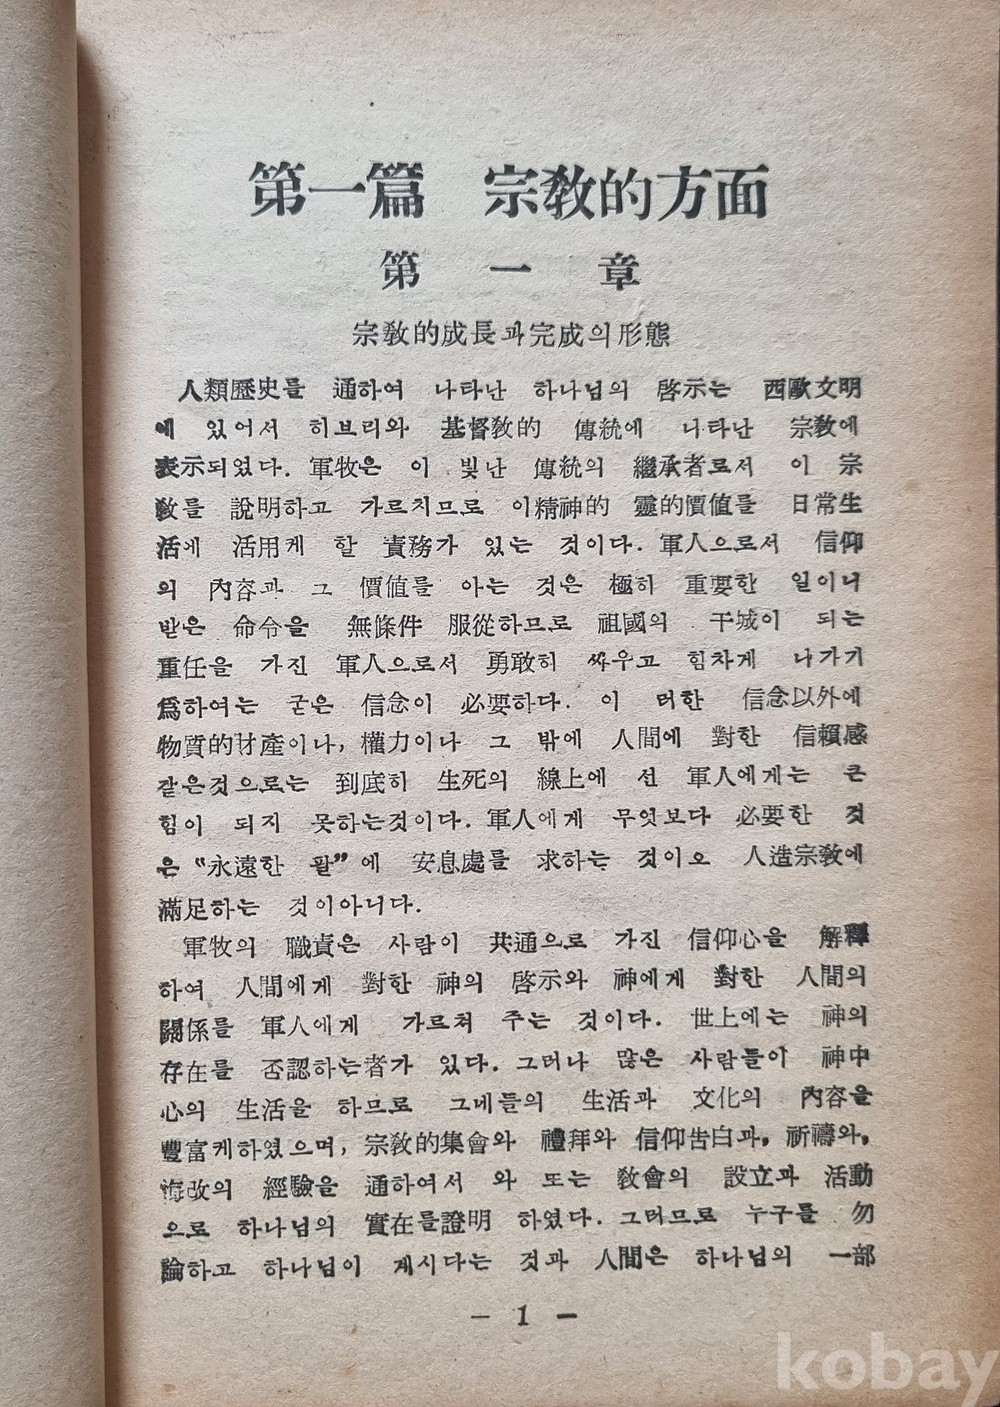 第一篇 宗教的方面
第一章
宗教的成長과完成의形態
人類歷史를 通하여 나타난 하나님의 啓示는 西歐文明
에 있어서 히브리와 基督教的 傳統에 나타난 宗教에
表示되었다. 軍牧은 이 빛난 傳統의 繼承者로서 이 宗
教를 說明하고 가르치므로 이精神的 靈的價値를 日常生
活에 活用케 할 責務가 있는 것이다. 軍人으로서 信仰
의 內容과 그 價値를 아는 것은 極히 重要한 일이니
받은 命令을 無條件 服從하므로 祖國의 干城이 되는
重任을 가진 軍人으로서 勇敢히 싸우고 힘차게 나가기
爲하여는 굳은 信念이 必要하다. 이 러한 信念以外에
物質的財產이나, 權力이나 그 밖에 人間에 對한 信賴感
같은것으로는 到底히 生死의 線上에 선 軍人에게는 큰
힘이 되지 못하는것이다. 軍人에게 무엇보다 必要한 것
은 “永遠한 팔”에 安息處를 求하는 것이오 人造宗教에
滿足하는 것이아니다.
軍牧의 職責은 사람이 共通으로 가진 信仰心을 解釋
하여 人間에게 對한 神의 啓示와 神에게 對한 人間의
關係를 軍人에게 가르쳐 주는 것이다. 世上에는 神의
存在를 否認하는者가 있다. 그러나 많은 사람들이 神中
心의 生活을 하므로 그네들의 生活과 文化의 內容을
豐富케하였으며, 宗教的集會와 禮拜와 信仰告白과, 祈禱와,
悔改의 經驗을 通하여서 와 또는 教會의 設立과 活動
으로 하나님의 實在를證明 하였다. 그러므로 누구를 勿
論하고 하나님이 계시다는 것과 人間은 하나님의 一部
- 1 -
kobay